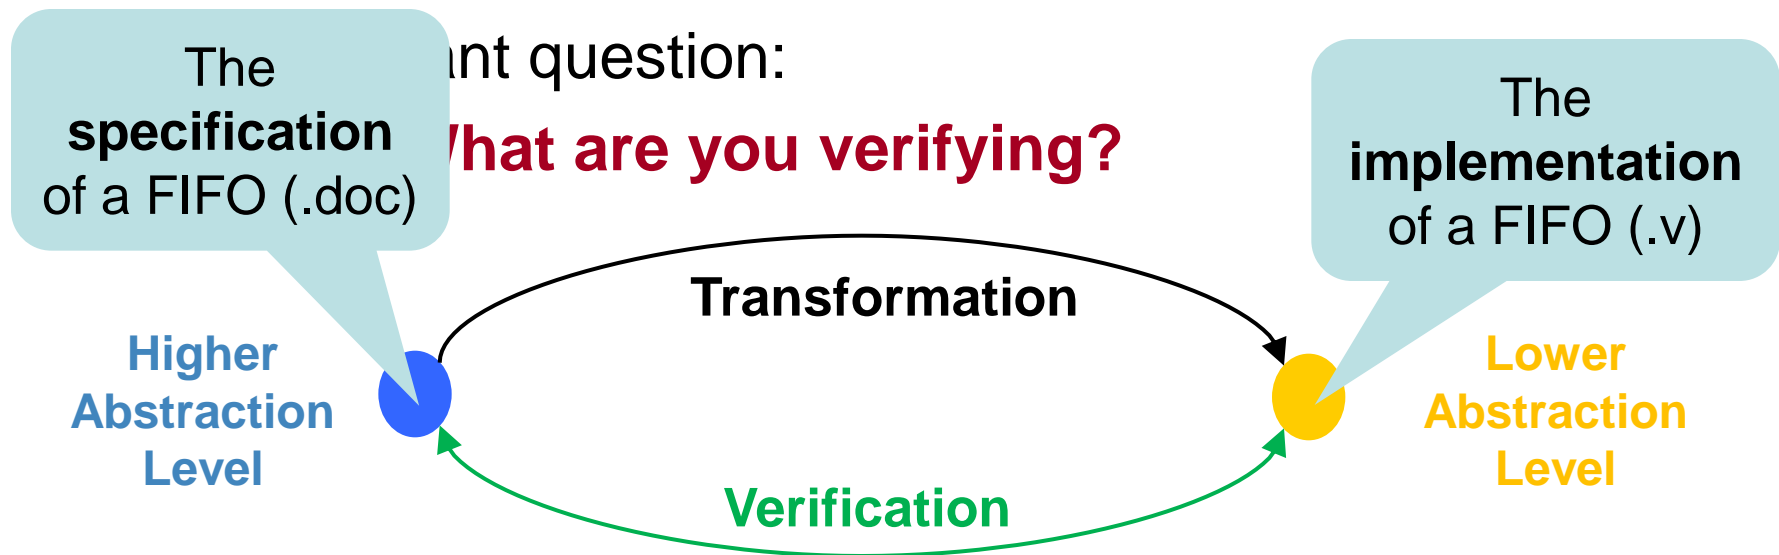 The
specification
of a FIFO (.doc)
ant question:
What are you verifying?
The
implementation
of a FIFO (.v)
Transformation
Higher
Abstraction
Level
Lower
Abstraction
Level
Verification